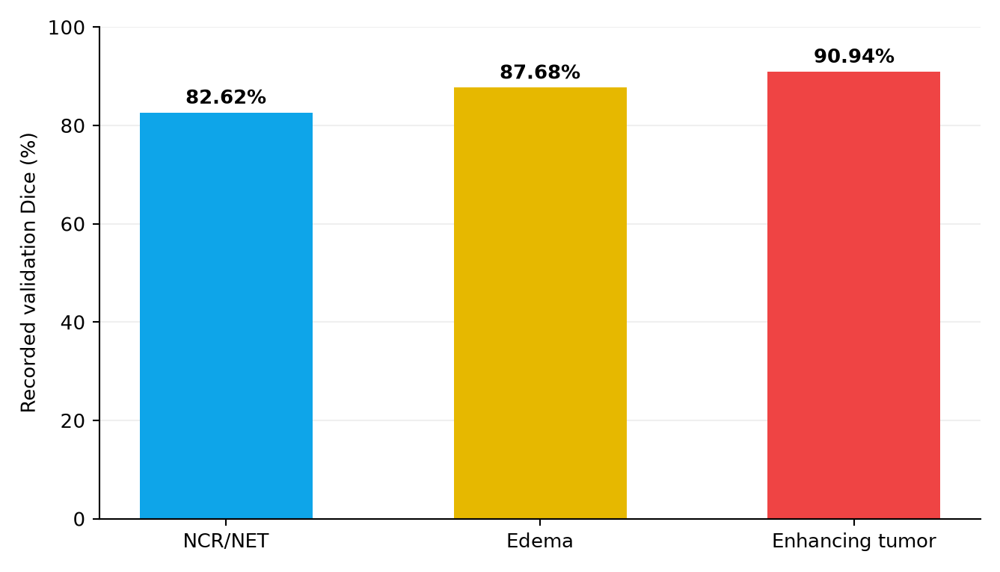 Recorded validation Dice (%)
100
80
60
40
20
0
82.62%
87.68%
90.94%
NCR/NET
Edema
Enhancing tumor